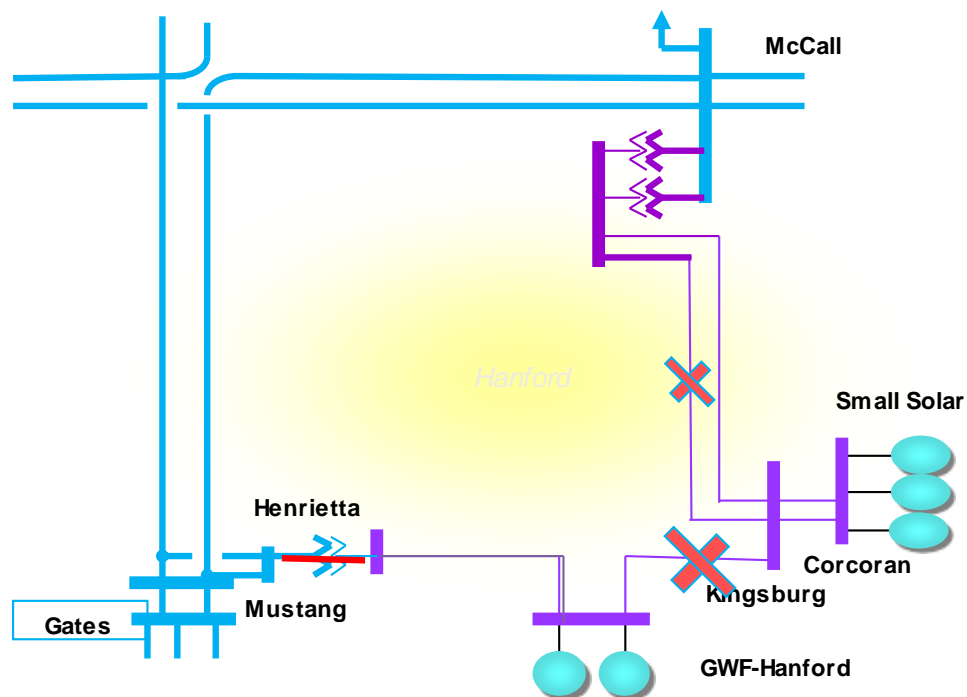 McCall
Hanford
Small Solar
Henrietta
Corcoran
Kingsburg
Mustang
Gates
GWF-Hanford